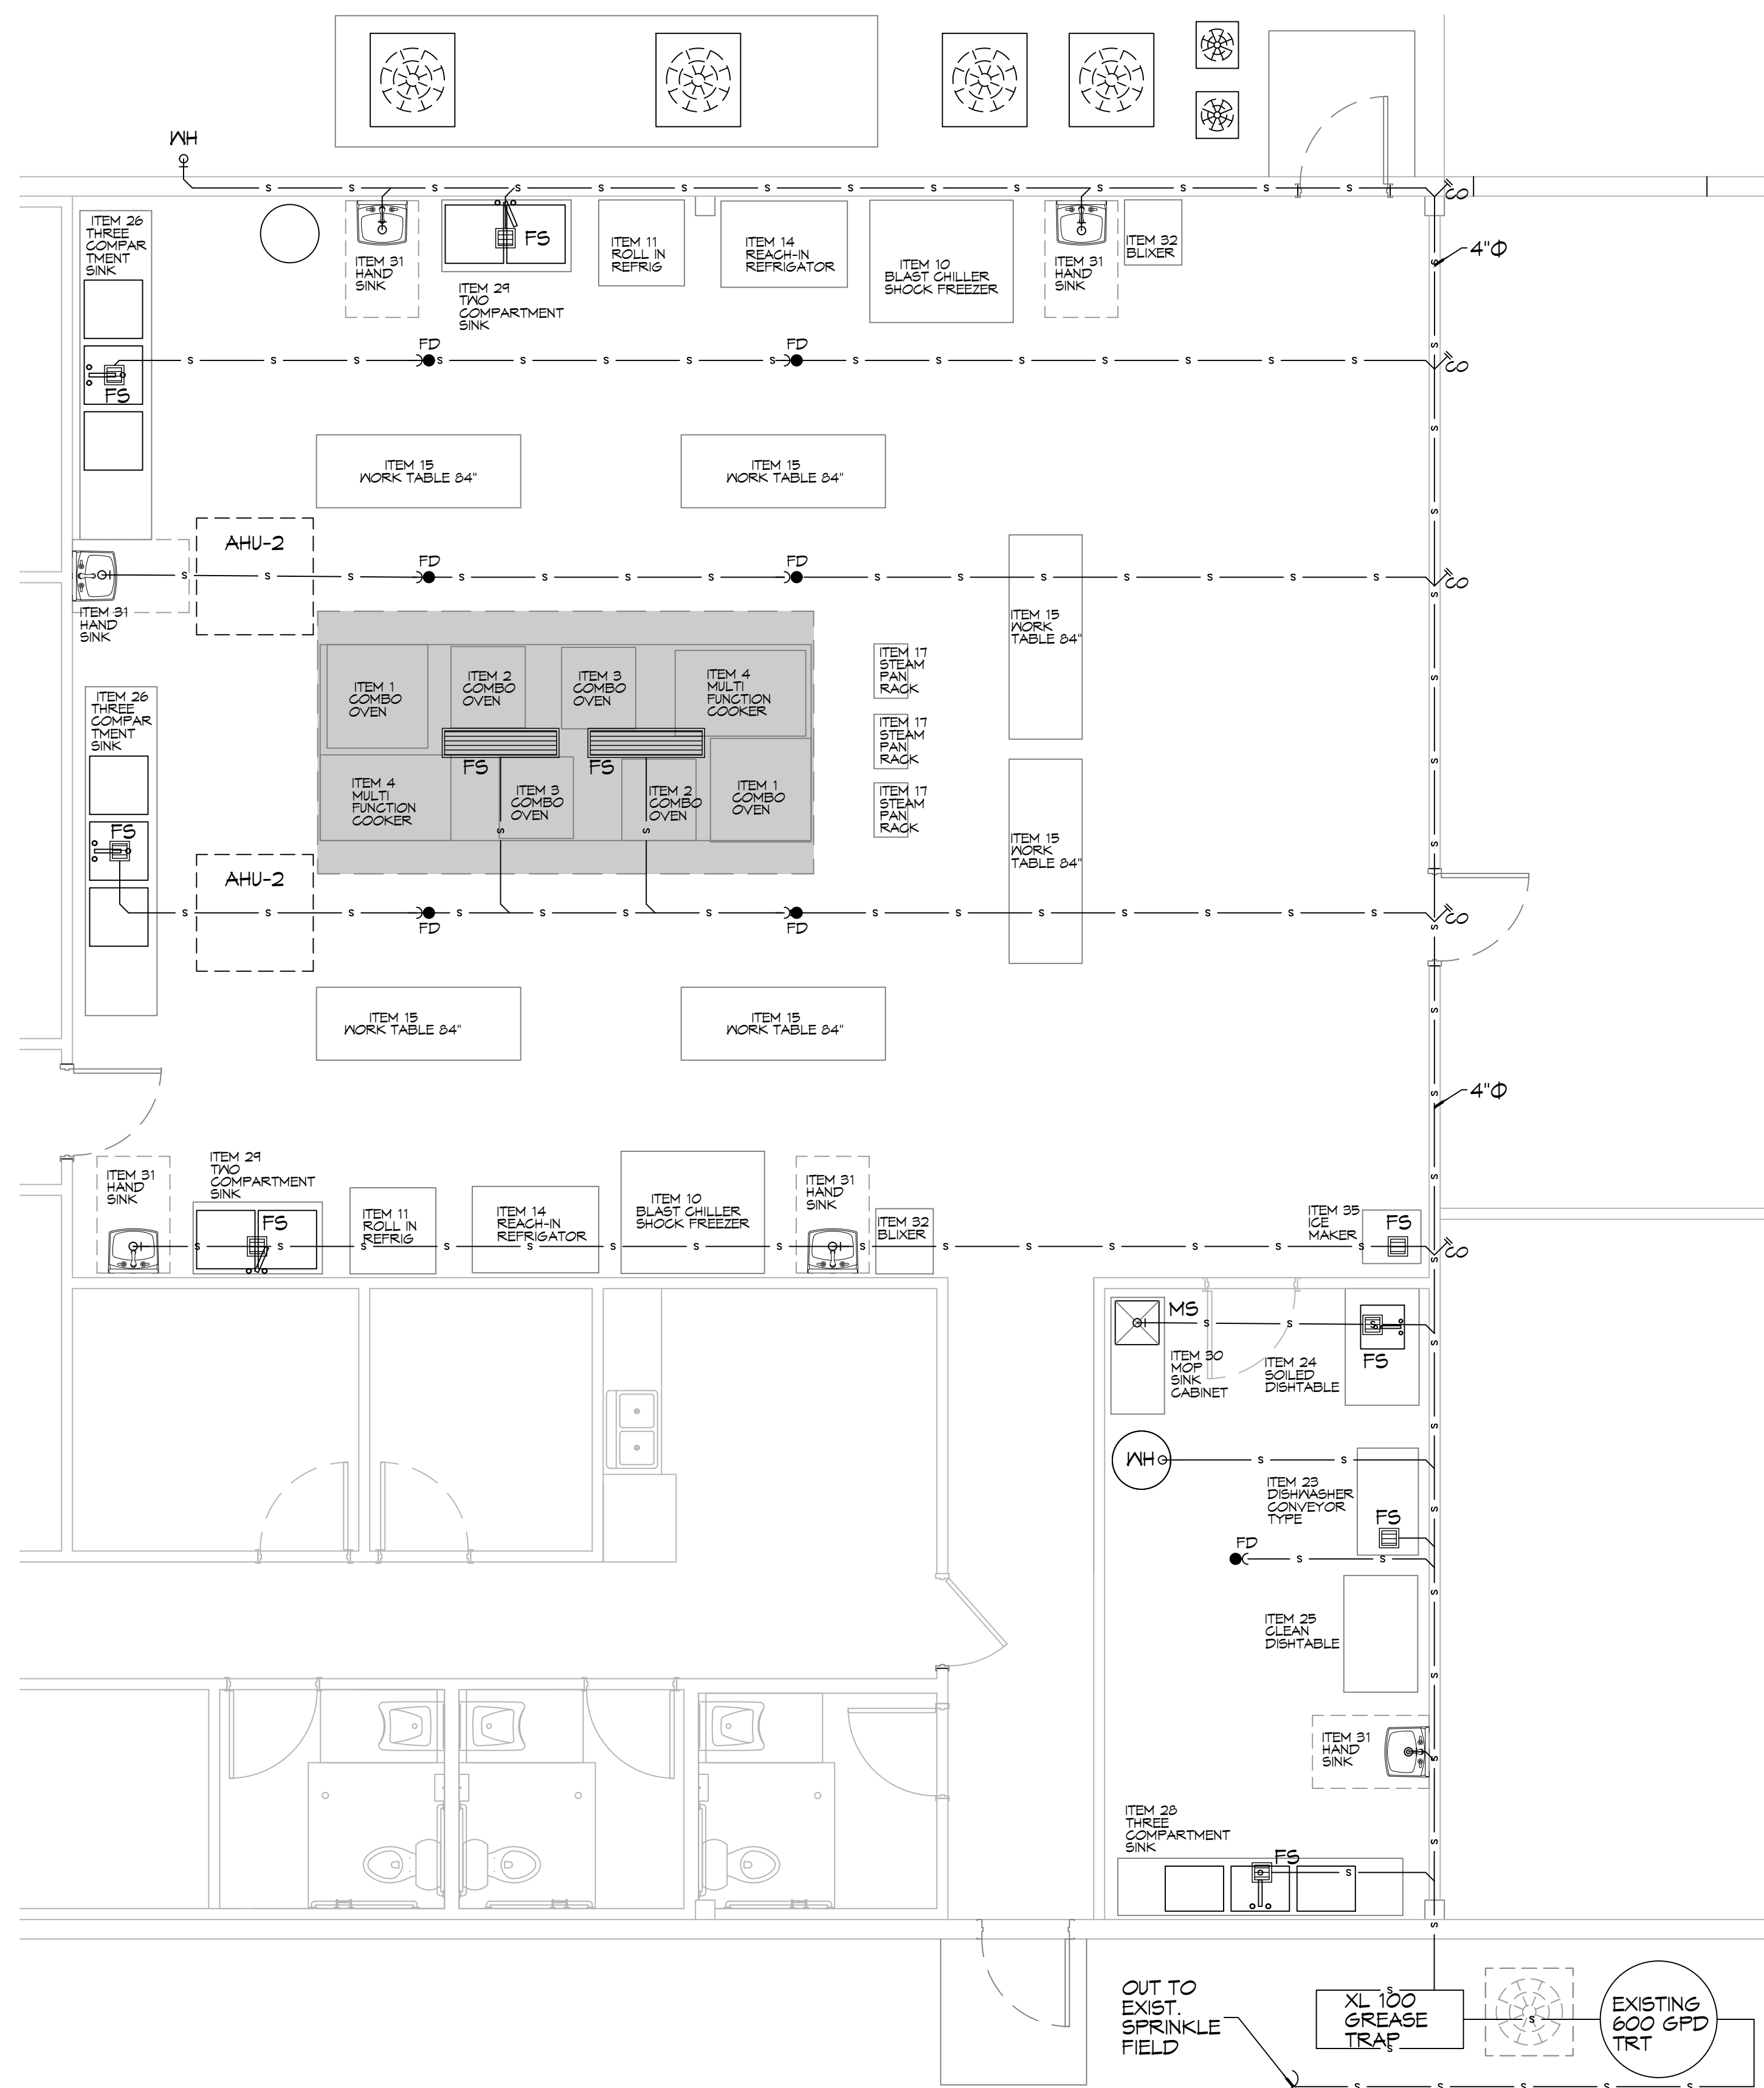 WH
"CO
4"Φ
ITEM 26
THREE
COMPAR
TMENT
SINK
FS
ITEM 31
HAND
SINK
FS
ITEM 29
TWO
COMPARTMENT
SINK
ITEM 11
ROLL IN
REFRIG
ITEM 14
REACH-IN
REFRIGATOR
ITEM 10
BLAST CHILLER
SHOCK FREEZER
ITEM 31
HAND
SINK
ITEM 32
BLIXER
FD
FD
"CO
ITEM 15
WORK TABLE 84"
ITEM 15
WORK TABLE 84"
AHU-2
FD
FD
"CO
ITEM 31
HAND
SINK
ITEM 15
WORK
TABLE 84"
ITEM 1
COMBO
OVEN
ITEM 2
COMBO
OVEN
ITEM 3
COMBO
OVEN
ITEM 4
MULTI
FUNCTION
COOKER
ITEM 17
STEAM
PAN
RACK
ITEM 17
STEAM
PAN
RACK
ITEM 17
STEAM
PAN
RACK
ITEM 26
THREE
COMPAR
TMENT
SINK
FS
FS
FS
ITEM 4
MULTI
FUNCTION
COOKER
ITEM 3
COMBO
OVEN
ITEM 2
COMBO
OVEN
ITEM 1
COMBO
OVEN
ITEM 15
WORK
TABLE 84"
AHU-2
FD
FD
"CO
ITEM 15
WORK TABLE 84"
ITEM 15
WORK TABLE 84"
4"Φ
ITEM 31
HAND
SINK
ITEM 29
TWO
COMPARTMENT
SINK
FS
ITEM 11
ROLL IN
REFRIG
ITEM 14
REACH-IN
REFRIGATOR
ITEM 10
BLAST CHILLER
SHOCK FREEZER
ITEM 31
HAND
SINK
ITEM 32
BLIXER
ITEM 35
ICE
MAKER
FS
"CO
MS
ITEM 30
MOP
SINK
CABINET
ITEM 24
SOILED
DISHTABLE
FS
WH
ITEM 23
DISHWASHER
CONVEYOR
TYPE
FS
FD
ITEM 25
CLEAN
DISHTABLE
ITEM 31
HAND
SINK
ITEM 28
THREE
COMPARTMENT
SINK
FS
OUT TO
EXIST.
SPRINKLE
FIELD
XL 100
GREASE
TRAP
EXISTING
600 GPD
TRT